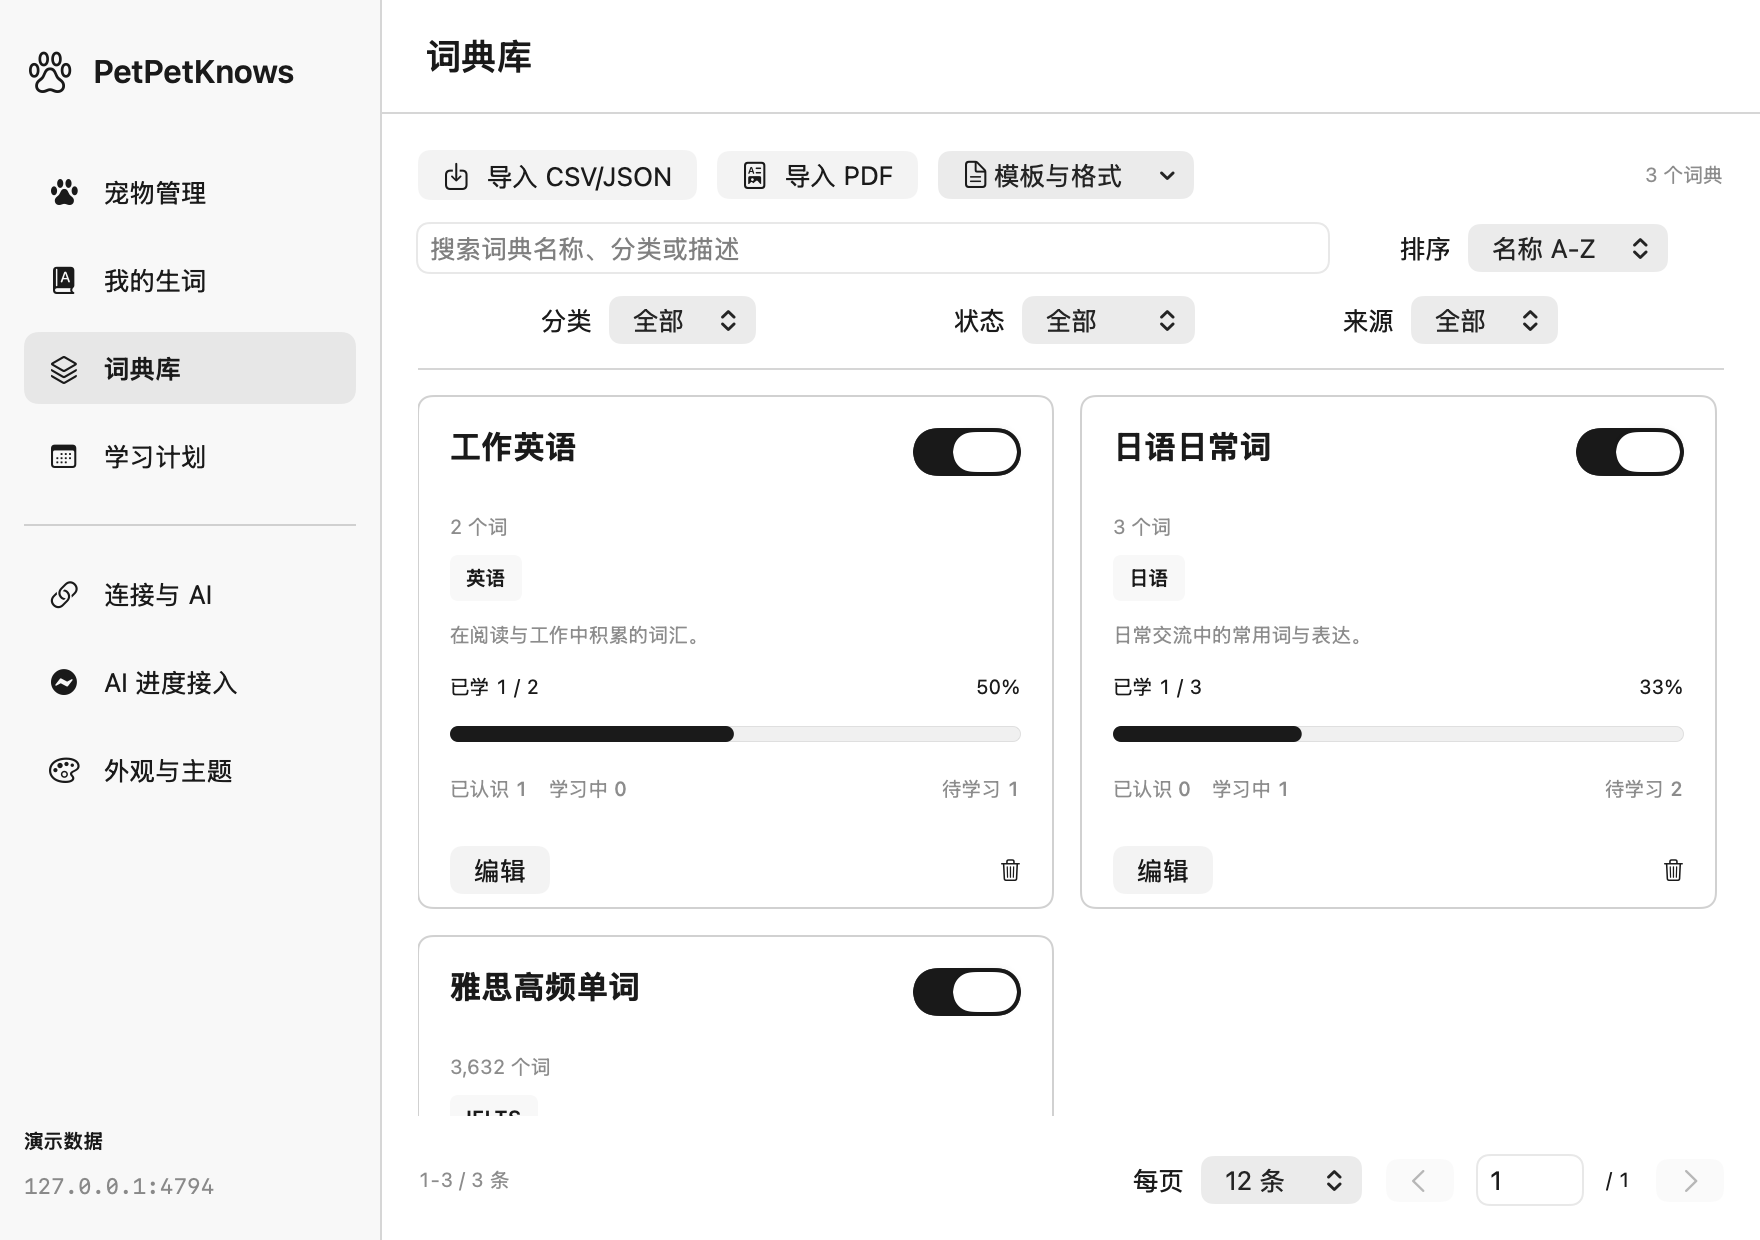 PetPetKnows
宠物管理
我的生词
词典库
学习计划
连接与 AI
AI 进度接入
外观与主题
演示数据
127.0.0.1:4794
词典库
导入 CSV/JSON
导入 PDF
模板与格式
3 个词典
搜索词典名称、分类或描述
排序 名称 A-Z
分类 全部
状态 全部
来源 全部
工作英语
2 个词
英语
在阅读与工作中积累的词汇。
已学 1 / 2 50%
已认识 1 学习中 0 待学习 1
编辑
日语日常词
3 个词
日语
日常交流中的常用词与表达。
已学 1 / 3 33%
已认识 0 学习中 1 待学习 2
编辑
雅思高频单词
3,632 个词
IELTS
1-3 / 3 条
每页 12 条 1 / 1